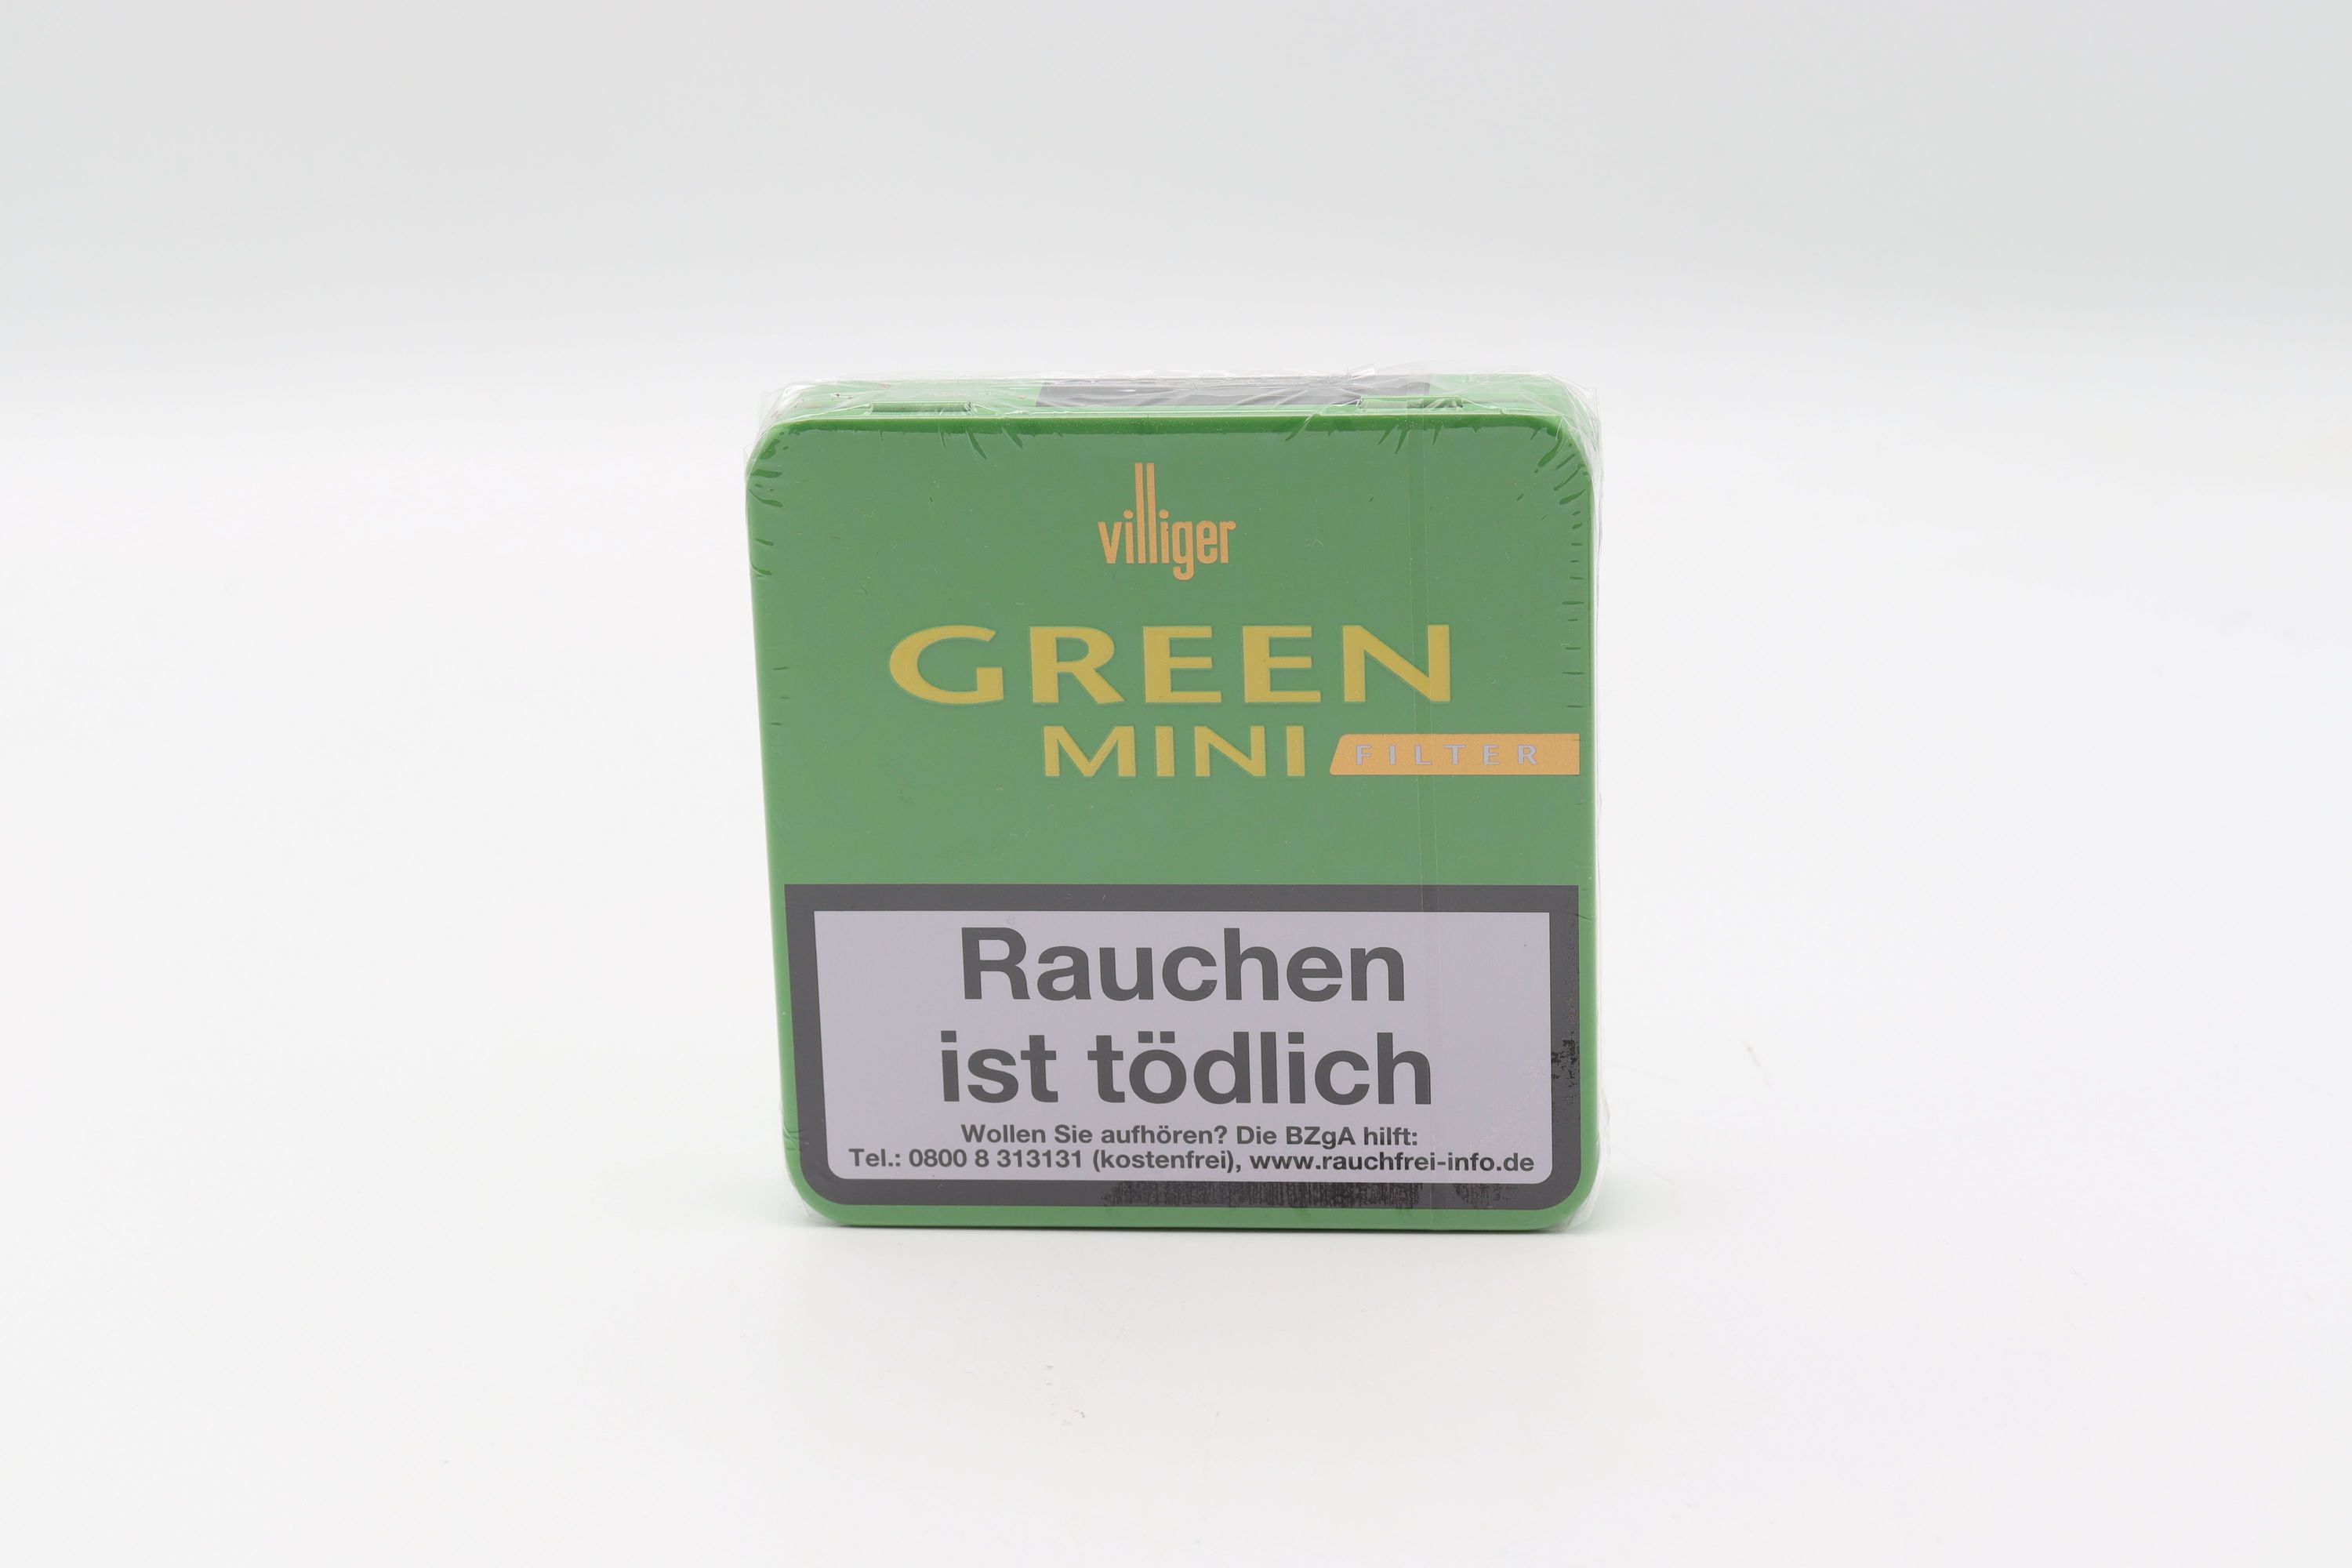 villiger
GREEN
MINI FILTER
Rauchen
ist tödlich
Wollen Sie aufhören? Die BZgA hilft:
Tel.: 0800 8 313131 (kostenfrei), www.rauchfrei-info.de